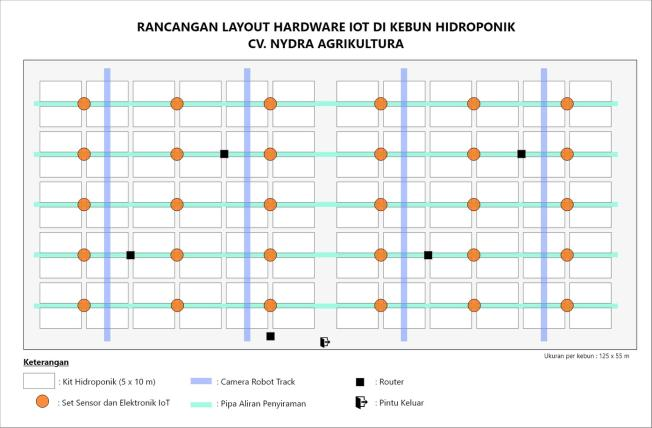 RANCANGAN LAYOUT HARDWARE IOT DI KEBUN HIDROPONIK
CV. NYDRA AGRIKULTURA
Ukuran per kebun : 125 x 55 m
Keterangan
: Kit Hidroponik (5 x 10 m)
: Camera Robot Track
: Router
: Set Sensor dan Elektronik IoT
: Pipa Aliran Penyiraman
: Pintu Keluar